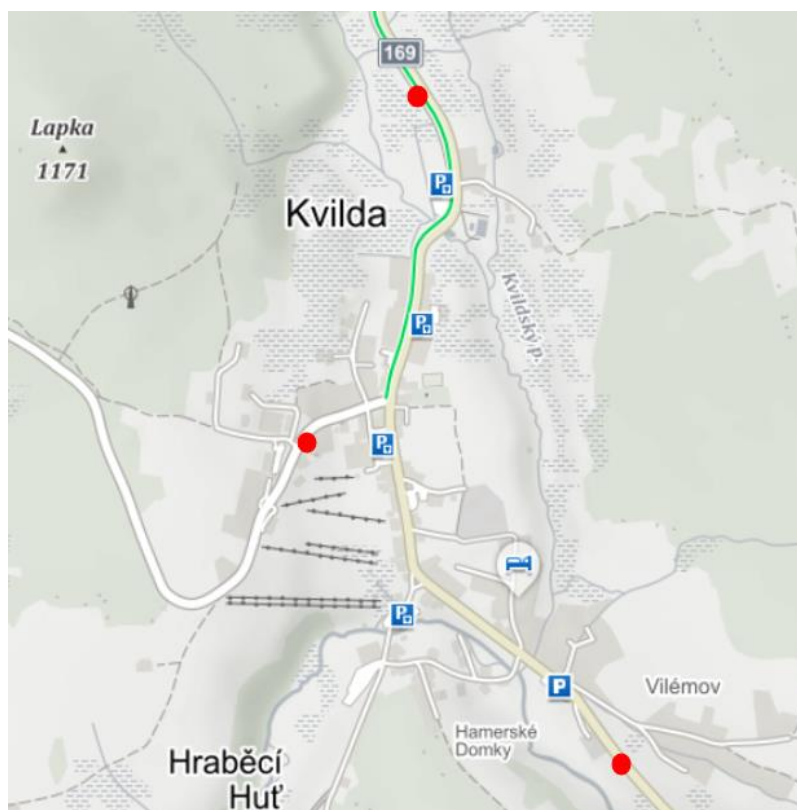 169
Lapka
1171
P
Kvilda
Kvildský p.
P
P
P
P
Vilémov
Hamerské
Domky
Hraběcí
Huť